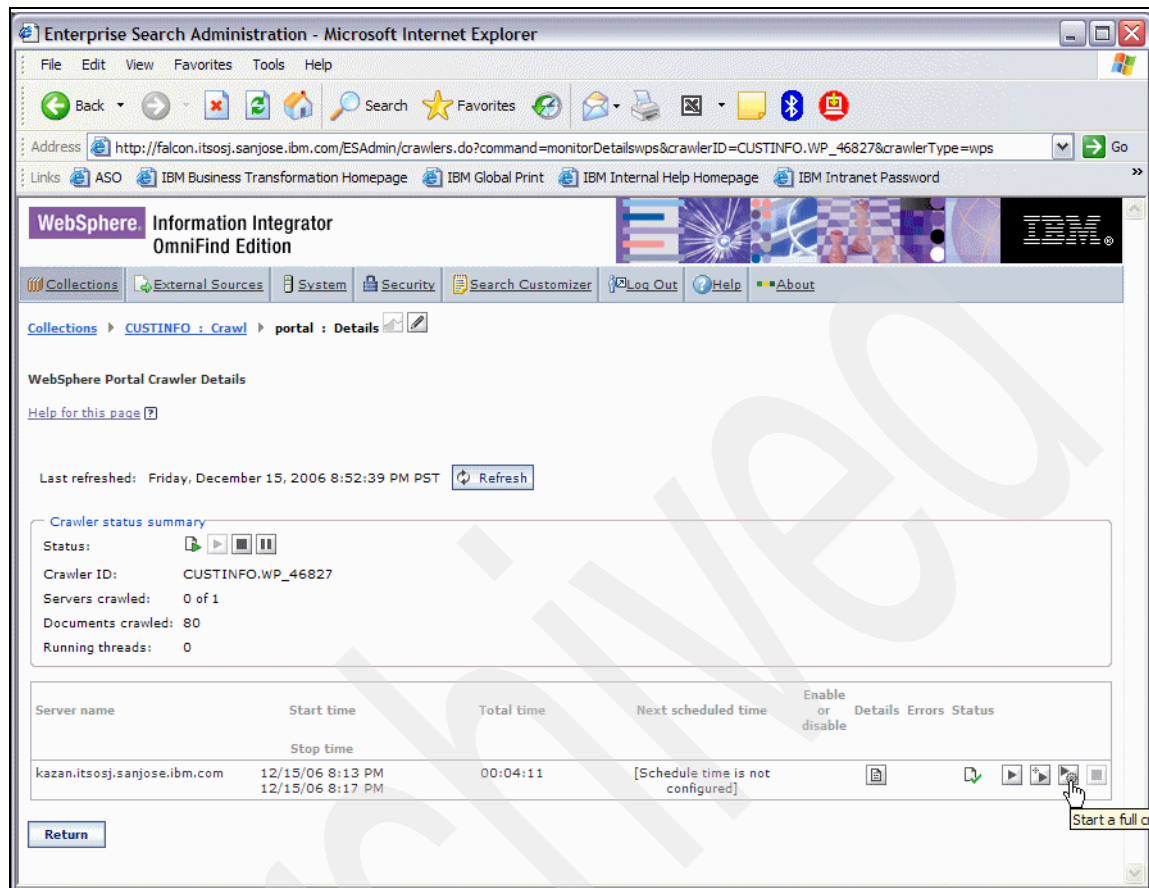 Enterprise Search Administration - Microsoft Internet Explorer
File Edit View Favorites Tools Help
Back Search Favorites
Address http://falcon.itsosj.sanjose.ibm.com/ESAdmin/crawlers.do?command=monitorDetailswps&crawlerID=CUSTINFO.WP_46827&crawlerType=wps Go
Links ASO IBM Business Transformation Homepage IBM Global Print IBM Internal Help Homepage IBM Intranet Password »
WebSphere. Information Integrator
OmniFind Edition
IBM®
Collections External Sources System Security Search Customizer Log Out Help About
Collections CUSTINFO : Crawl portal : Details
WebSphere Portal Crawler Details
Help for this page ?
Last refreshed: Friday, December 15, 2006 8:52:39 PM PST Refresh
Crawler status summary
Status:
Crawler ID: CUSTINFO.WP_46827
Servers crawled: 0 of 1
Documents crawled: 80
Running threads: 0
Server name Start time Total time Next scheduled time Enable or disable Details Errors Status
Stop time
kazan.itsosj.sanjose.ibm.com 12/15/06 8:13 PM 00:04:11 [Schedule time is not
12/15/06 8:17 PM configured]
Start a full c
Return
Archived